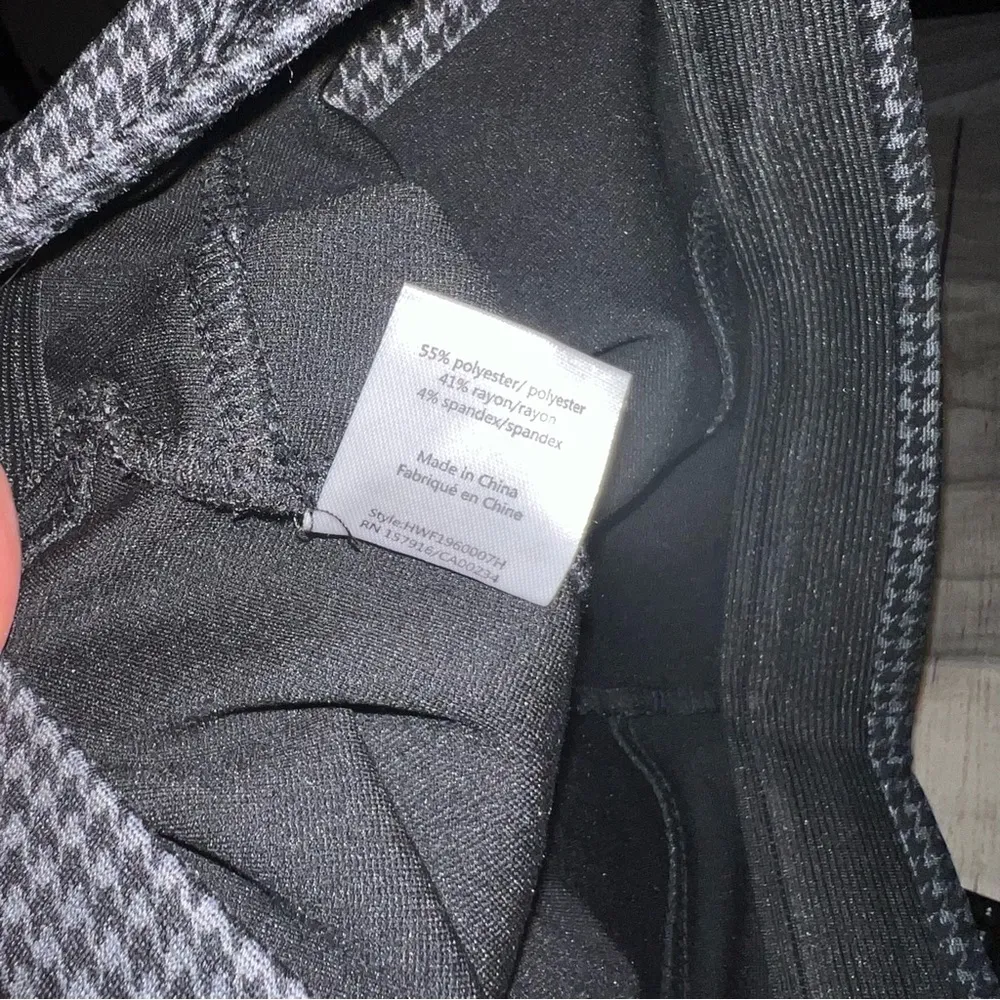 55% polyester/ polyester
41% rayon/rayon
4% spandex/spandex
Made in China
Fabriqué en Chine
Style:HWF1960007H
RN 157916/CA00234